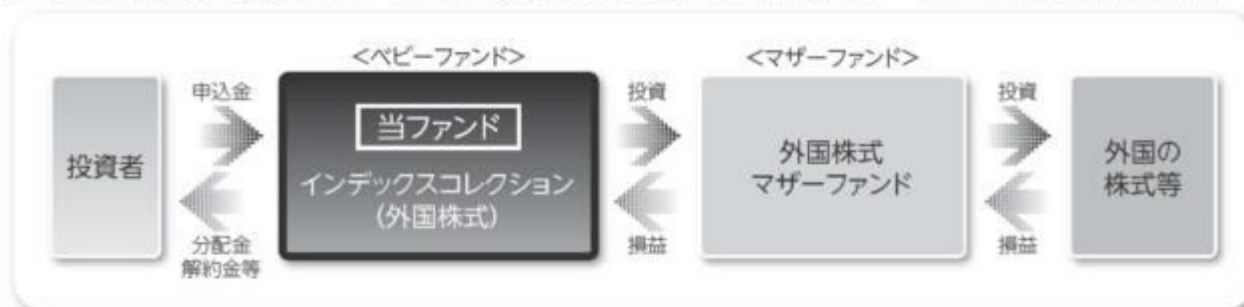 <ベビーファンド>
<マザーファンド>
投資者
申込金
分配金
解約金等
当ファンド
インデックスコレクション
(外国株式)
投資
損益
外国株式
マザーファンド
投資
損益
外国の
株式等